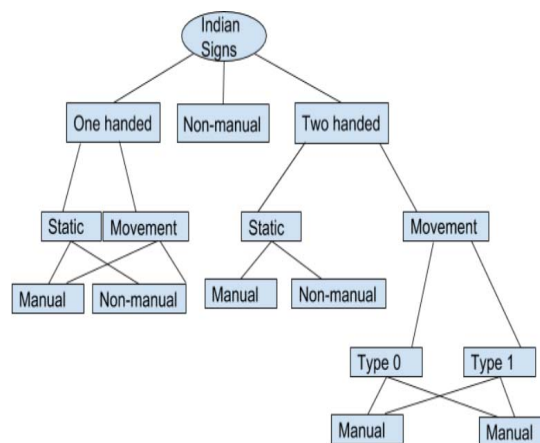 Indian
Signs
One handed
Non-manual
Two handed
Static
Movement
Static
Movement
Manual
Non-manual
Manual
Non-manual
Type 0
Type 1
Manual
Manual